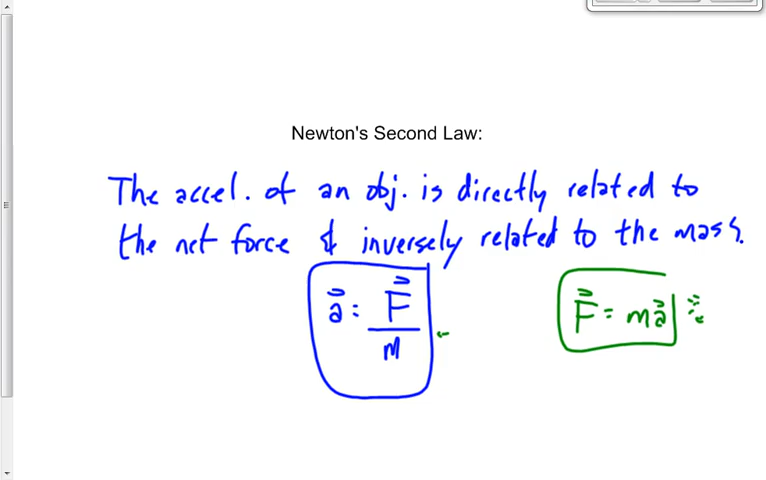 Newton's Second Law:
The accel. of an obj. is directly related to
the net force & inversely related to the mass.
a⃗ = F⃗/m
F⃗ = ma⃗